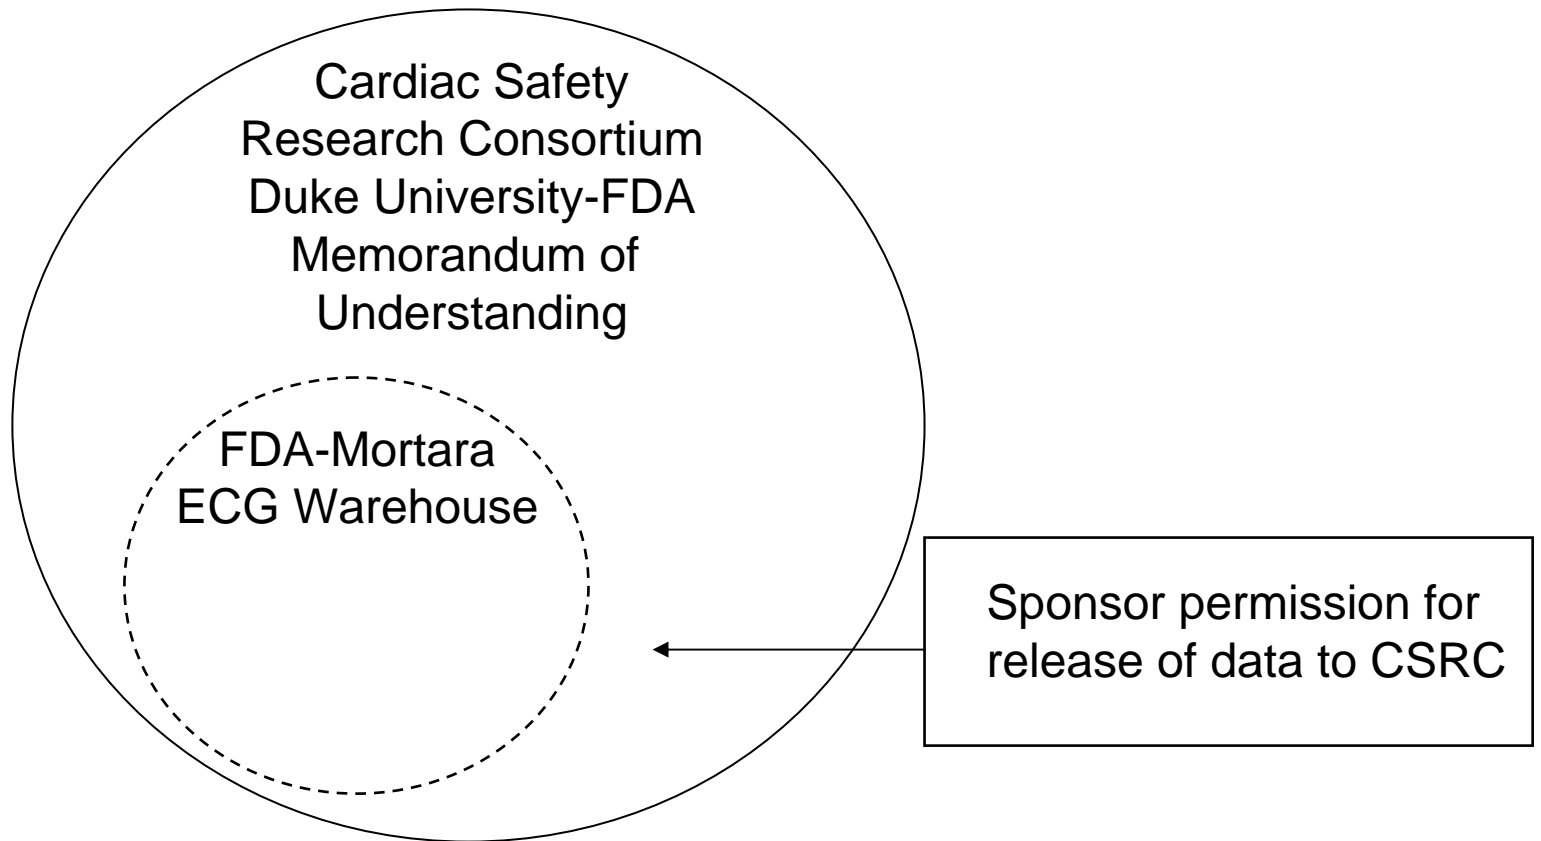 Cardiac Safety
Research Consortium
Duke University-FDA
Memorandum of
Understanding
FDA-Mortara
ECG Warehouse
Sponsor permission for
release of data to CSRC